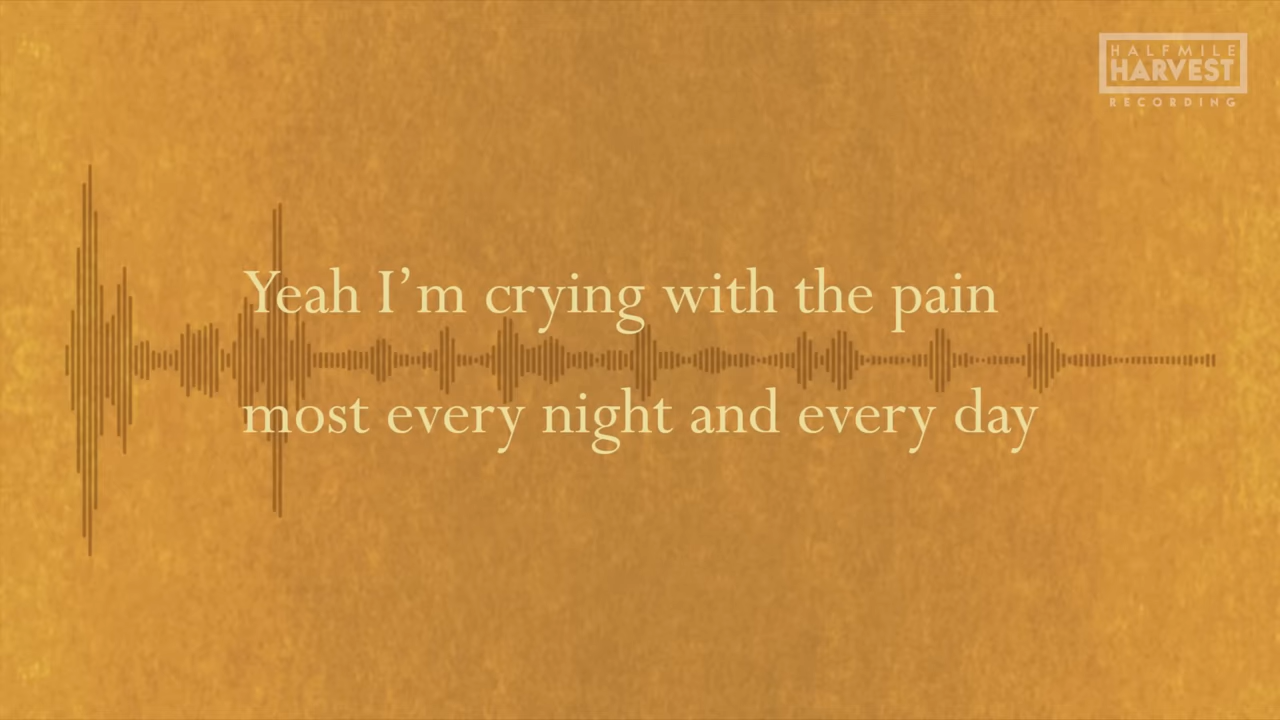 HALFMILE
HARVEST
RECORDING
Yeah I’m crying with the pain
most every night and every day